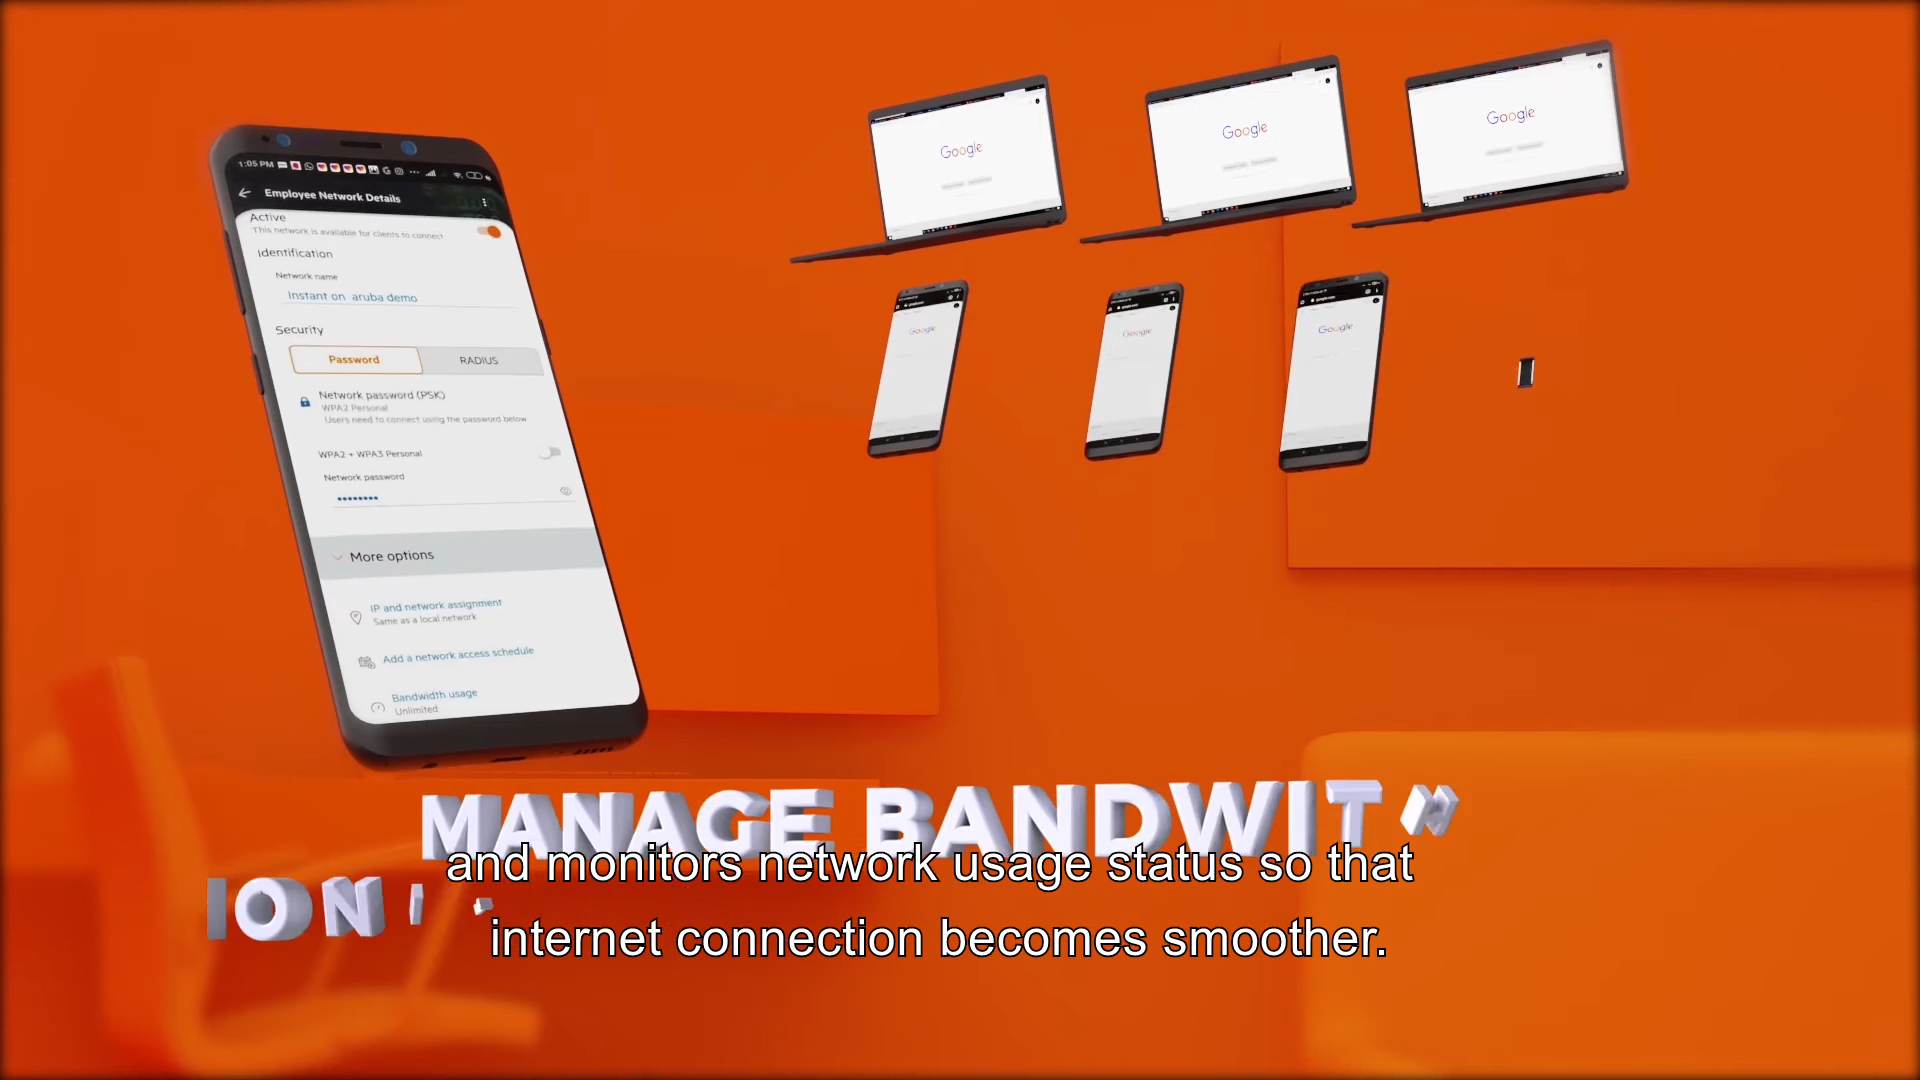 1:05 PM
Employee Network Details
Active
This network is available for clients to connect
Identification
Network name
Instant on aruba demo
Security
Password
RADIUS
Network password (PSK)
WPA2 Personal
Users need to connect using the password below
WPA2 + WPA3 Personal
Network password
••••••••
More options
IP and network assignment
Same as a local network
Add a network access schedule
Bandwidth usage
Unlimited
Google
Google
Google
Google
Google
Google
MANAGE BANDWITH
ION
and monitors network usage status so that
internet connection becomes smoother.